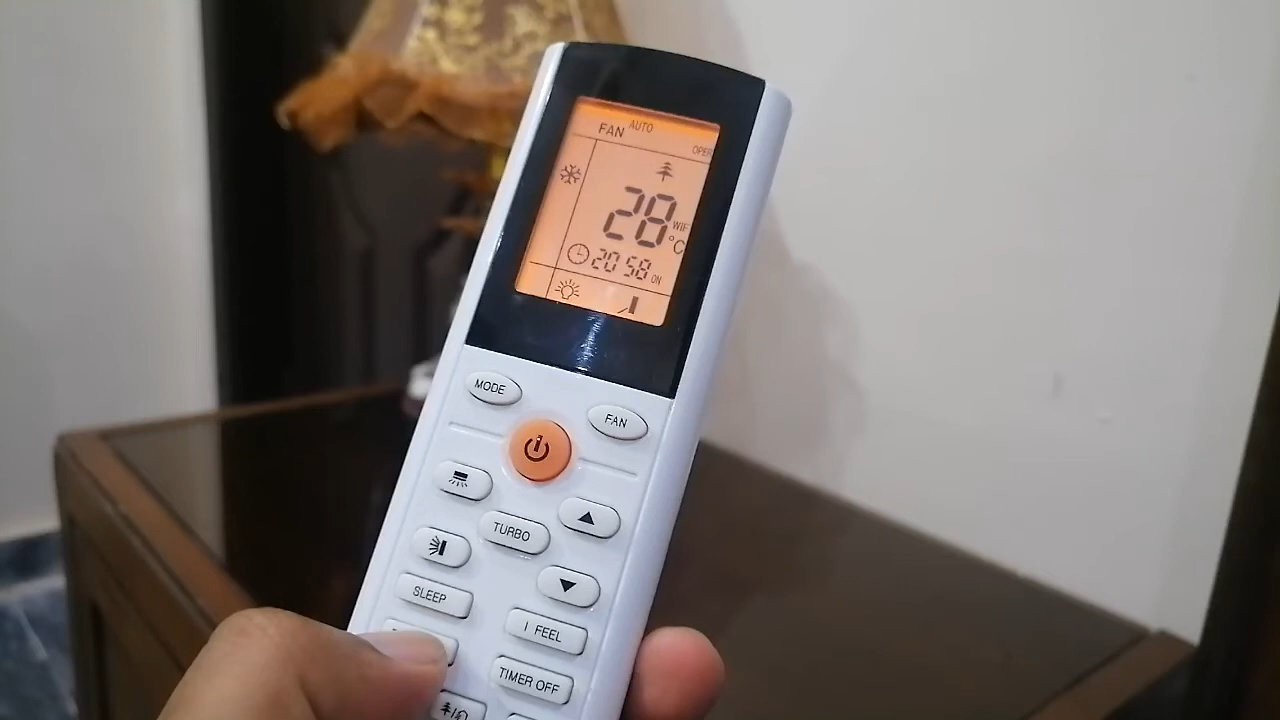 FAN AUTO
OPER
28 °C
WIFI
20 58 ON
MODE
FAN
TURBO
SLEEP
I FEEL
TIMER OFF